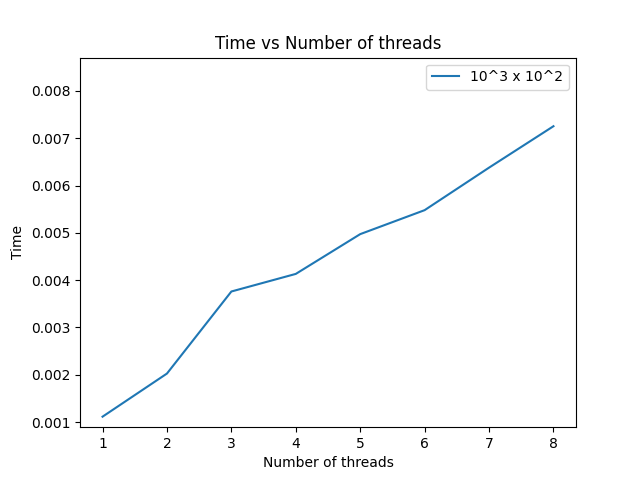 Time vs Number of threads
10^3 x 10^2
0.008
0.007
0.006
0.005
0.004
0.003
0.002
0.001
Time
1 2 3 4 5 6 7 8
Number of threads